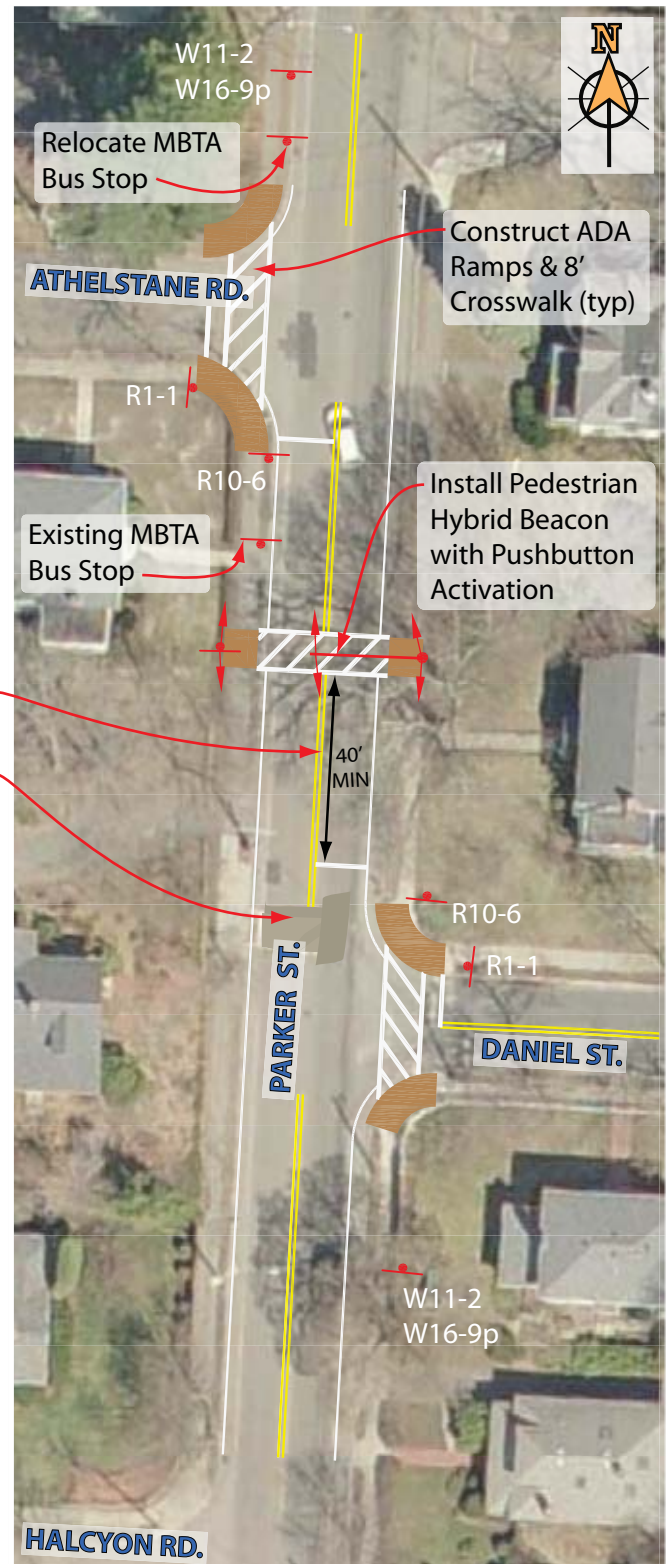 N
W11-2
W16-9p
Relocate MBTA
Bus Stop
Construct ADA
Ramps & 8’
Crosswalk (typ)
ATHELSTANE RD.
R1-1
R10-6
Install Pedestrian
Hybrid Beacon
with Pushbutton
Activation
Existing MBTA
Bus Stop
40’
MIN
R10-6
R1-1
PARKER ST.
DANIEL ST.
W11-2
W16-9p
HALCYON RD.